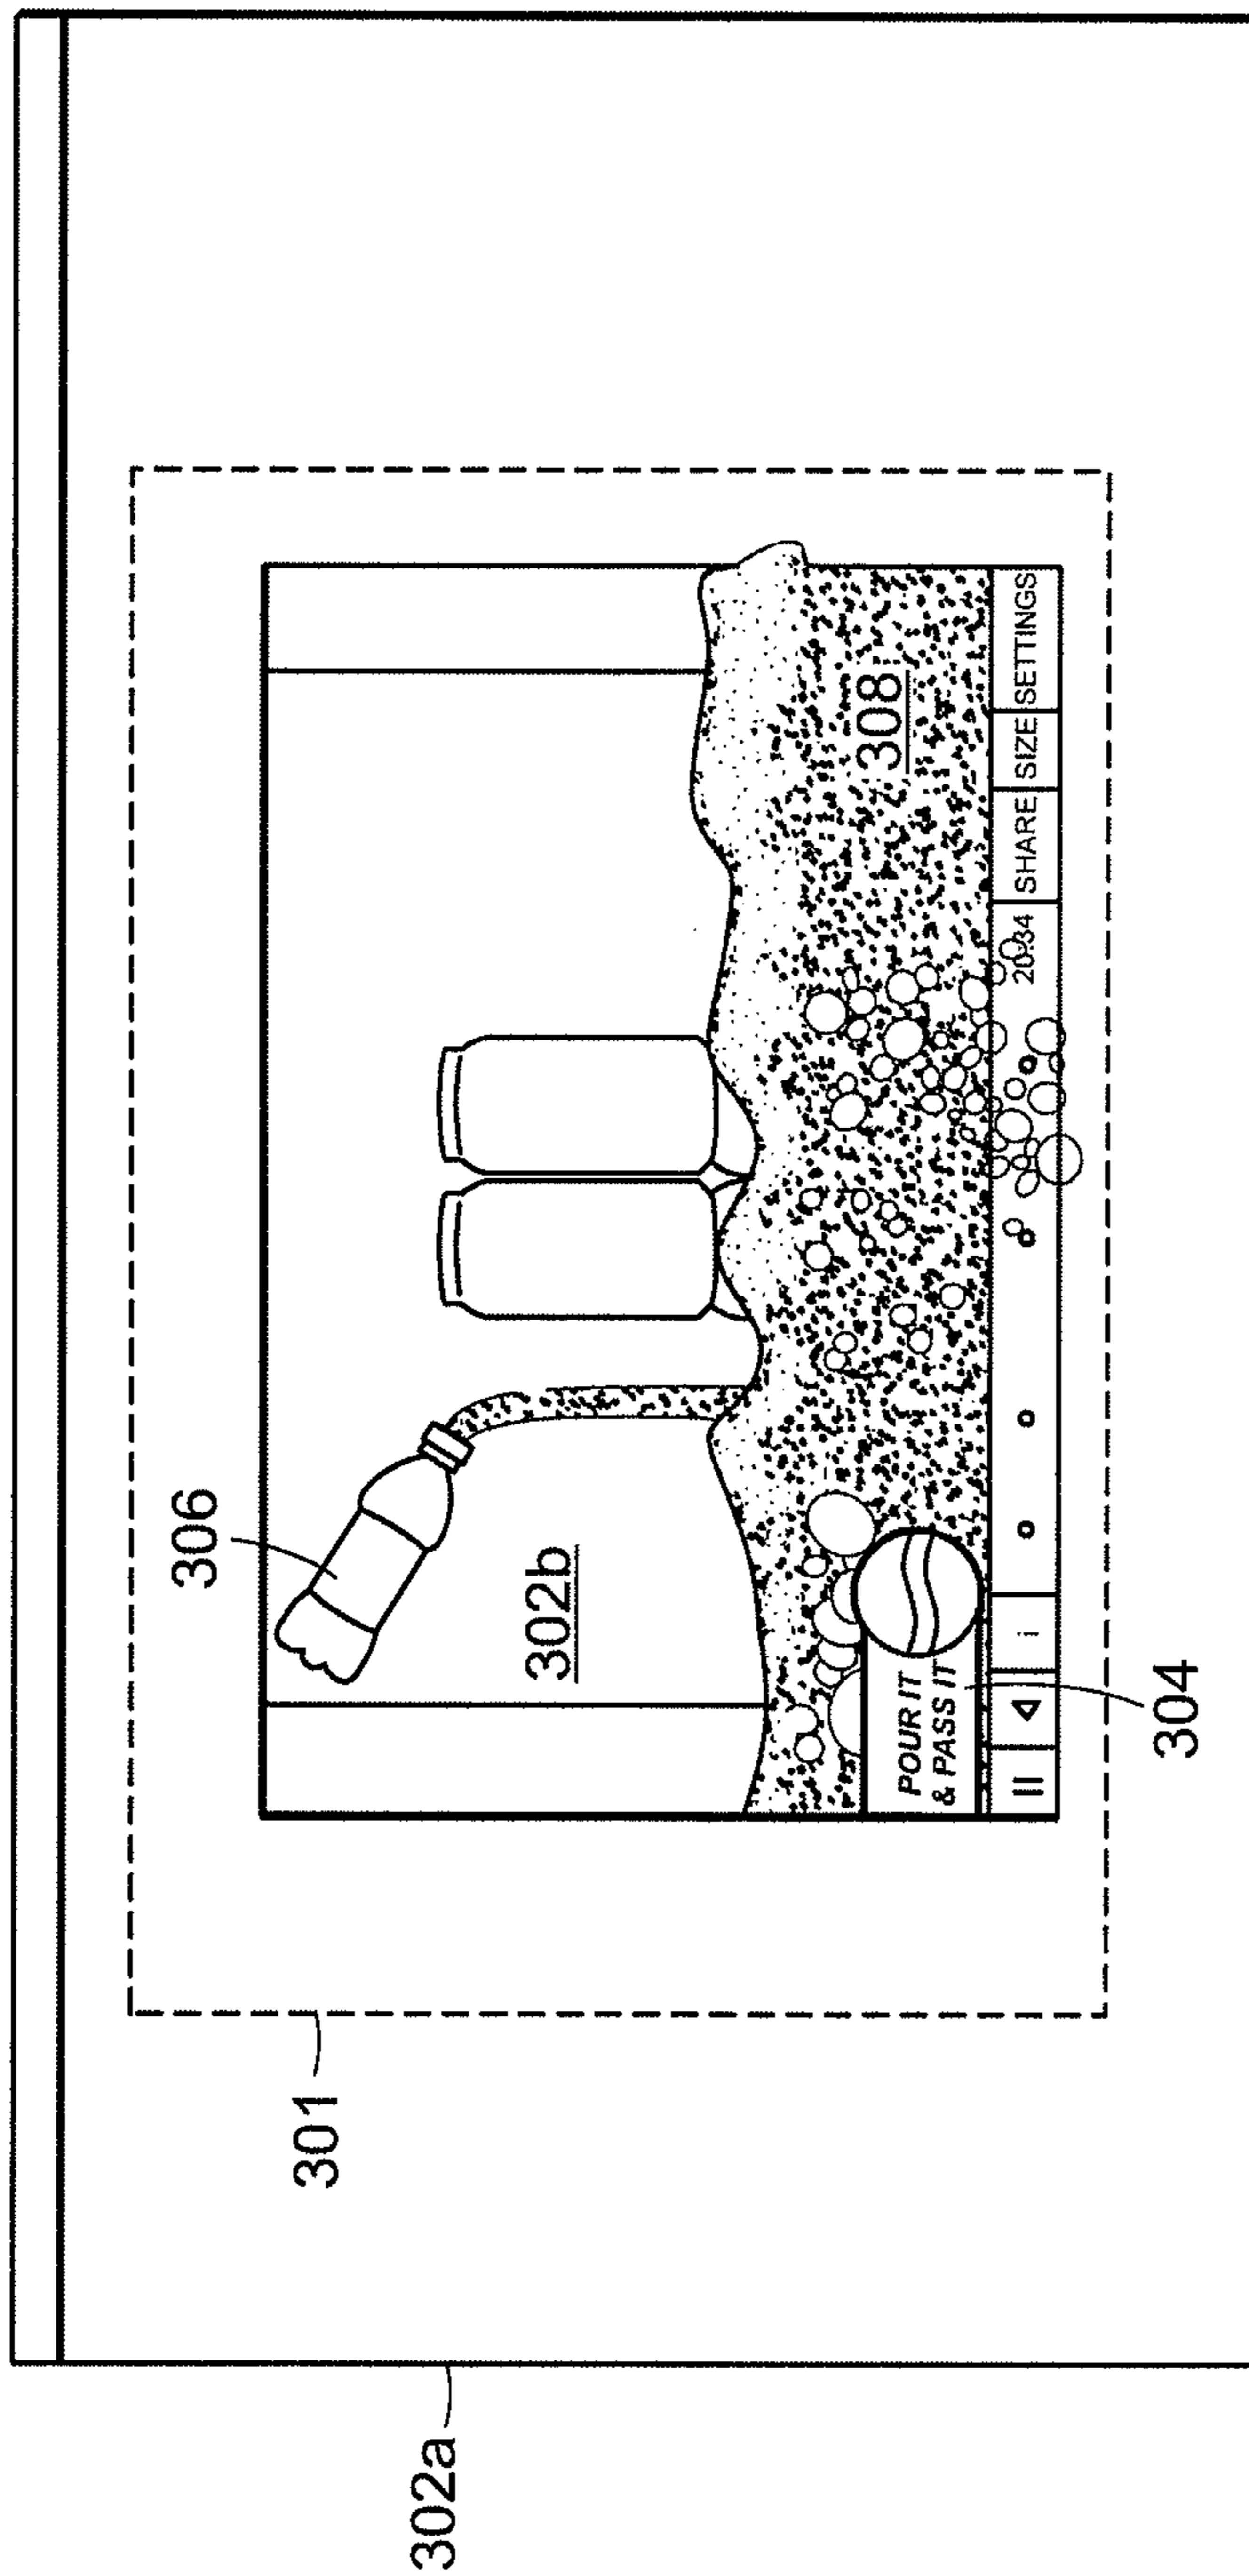 302a
301
306
302b
308
POUR IT
& PASS IT
304
i
20:34
SHARE
SIZE
SETTINGS